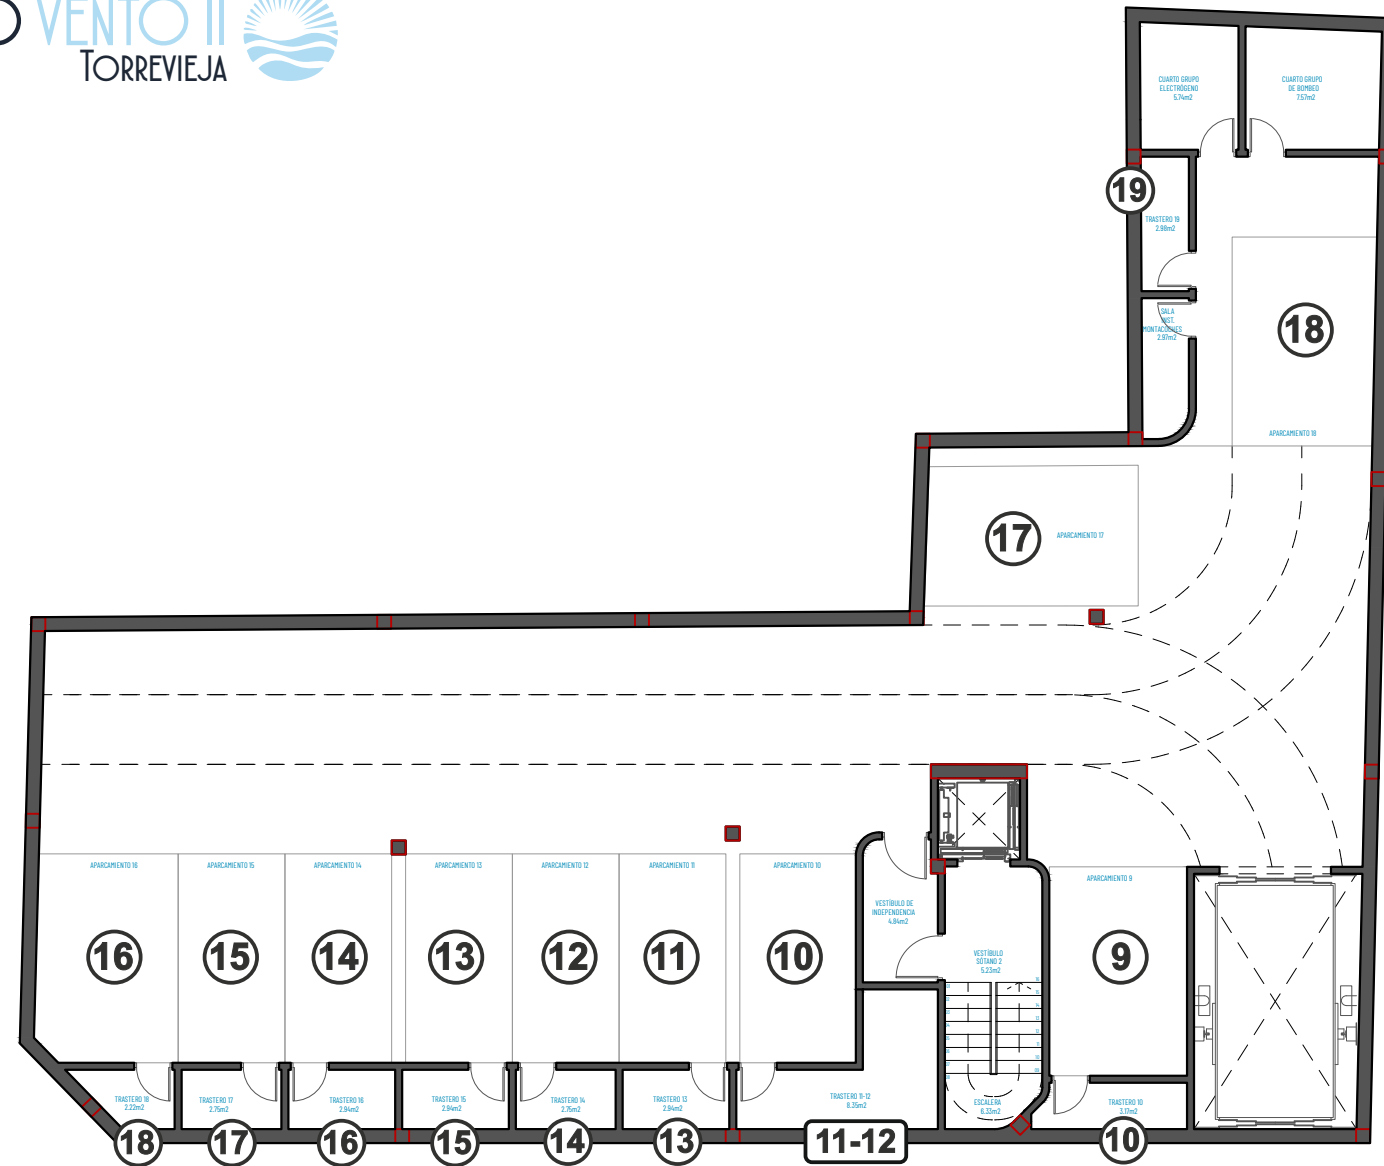 O VENTO II
TORREVIEJA
CUARTO GRUPO
ELECTRÓGENO
5.74m2
CUARTO GRUPO
DE BOMBEO
7.57m2
19
TRASTERO 19
2.98m2
SALA
INST.
MONTACOCHES
2.97m2
18
APARCAMIENTO 18
17
APARCAMIENTO 17
APARCAMIENTO 16
APARCAMIENTO 15
APARCAMIENTO 14
APARCAMIENTO 13
APARCAMIENTO 12
APARCAMIENTO 11
APARCAMIENTO 10
APARCAMIENTO 9
VESTÍBULO DE
INDEPENDENCIA
4.94m2
VESTÍBULO
SÓTANO 2
5.23m2
16
15
14
13
12
11
10
9
TRASTERO 18
2.22m2
TRASTERO 17
2.75m2
TRASTERO 16
2.94m2
TRASTERO 15
2.94m2
TRASTERO 14
2.75m2
TRASTERO 13
2.94m2
TRASTERO 11-12
8.35m2
ESCALERA
6.33m2
TRASTERO 10
3.17m2
18
17
16
15
14
13
11-12
10